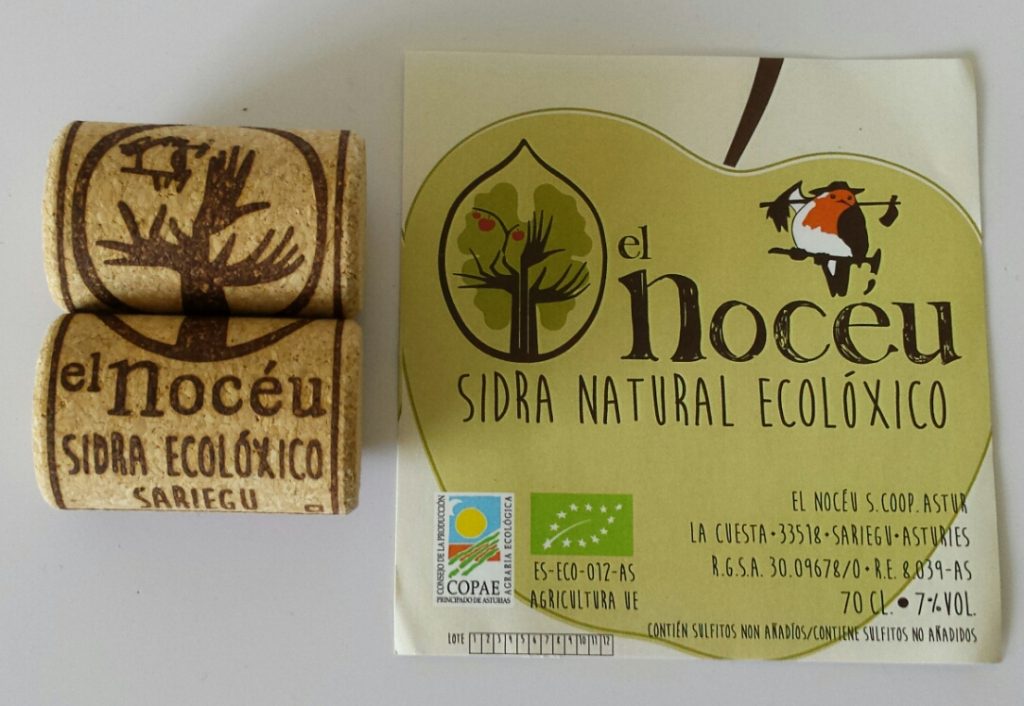 el nocéu
SIDRA ECOLÓXICO
SARIEGU
el
nocéu
SIDRA NATURAL ECOLÓXICO
CONSEJO DE LA PRODUCCIÓN
AGRARIA ECOLÓGICA
COPAE
PRINCIPADO DE ASTURIAS
ES-ECO-012-AS
AGRICULTURA UE
EL NOCÉU S.COOP.ASTUR
LA CUESTA•33518•SARIEGU•ASTURIES
R.G.S.A. 30.09678/O•R.E. 8.039-AS
70 CL.•7%VOL.
CONTIÉN SULFITOS NON AÑADÍOS/CONTIENE SULFITOS NO AÑADIDOS
LOTE 1 2 3 4 5 6 7 8 9 10 11 12